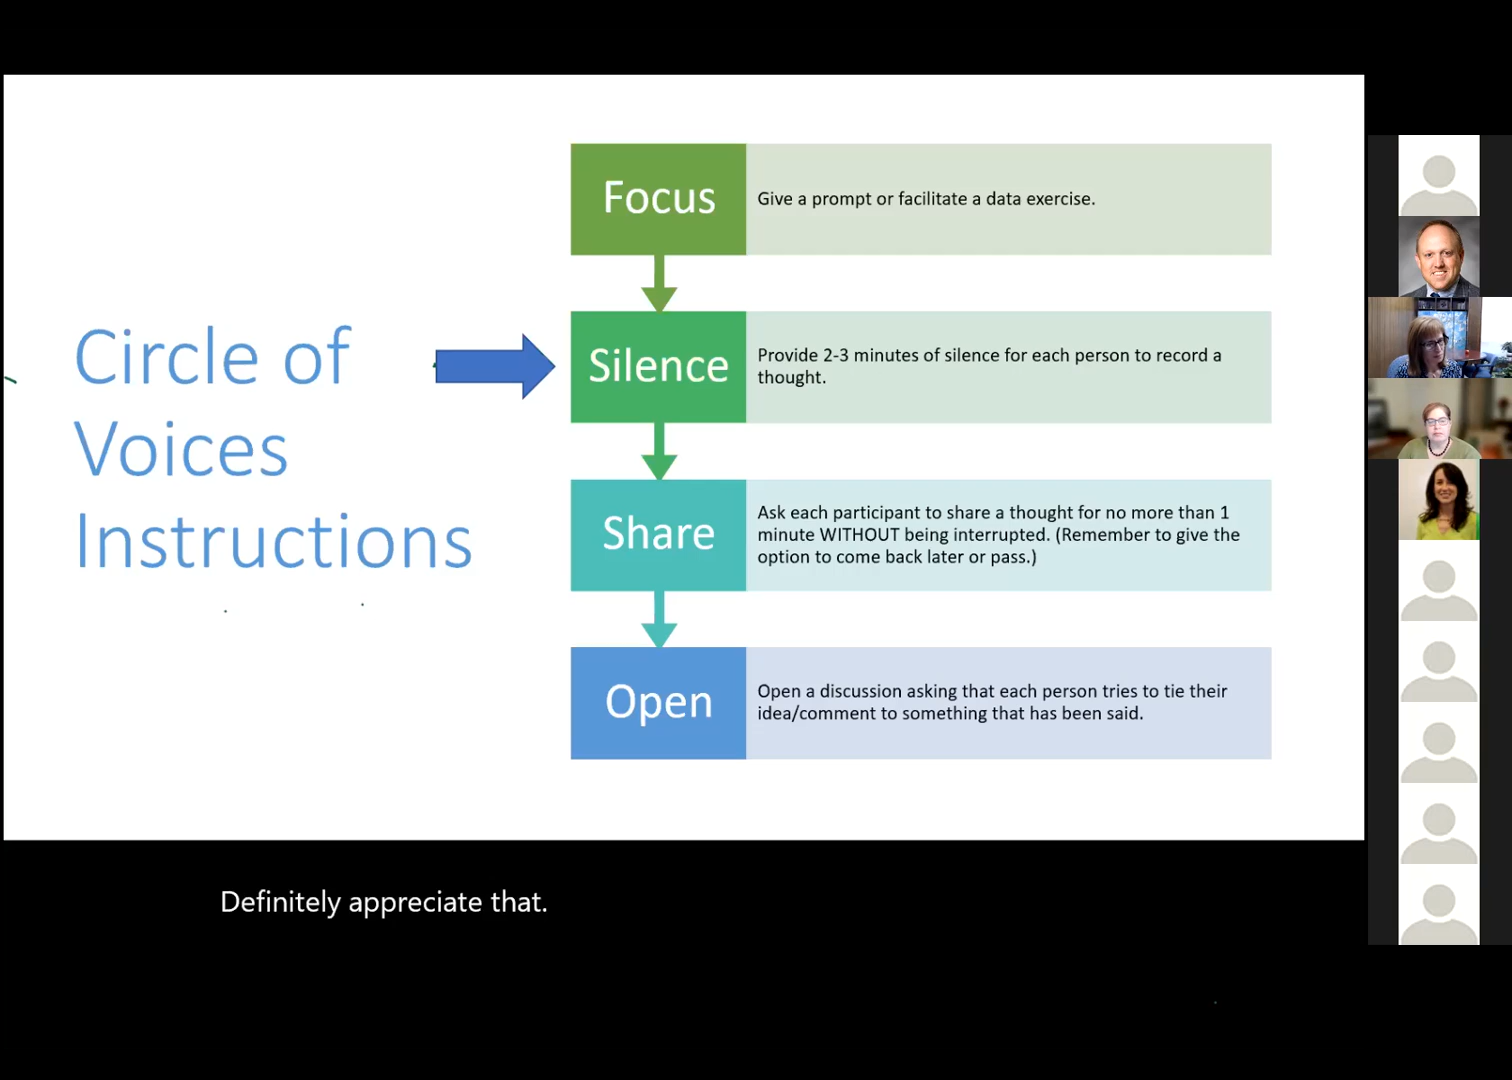 Circle of
Voices
Instructions
Focus
Give a prompt or facilitate a data exercise.
Silence
Provide 2-3 minutes of silence for each person to record a
thought.
Share
Ask each participant to share a thought for no more than 1
minute WITHOUT being interrupted. (Remember to give the
option to come back later or pass.)
Open
Open a discussion asking that each person tries to tie their
idea/comment to something that has been said.
Definitely appreciate that.